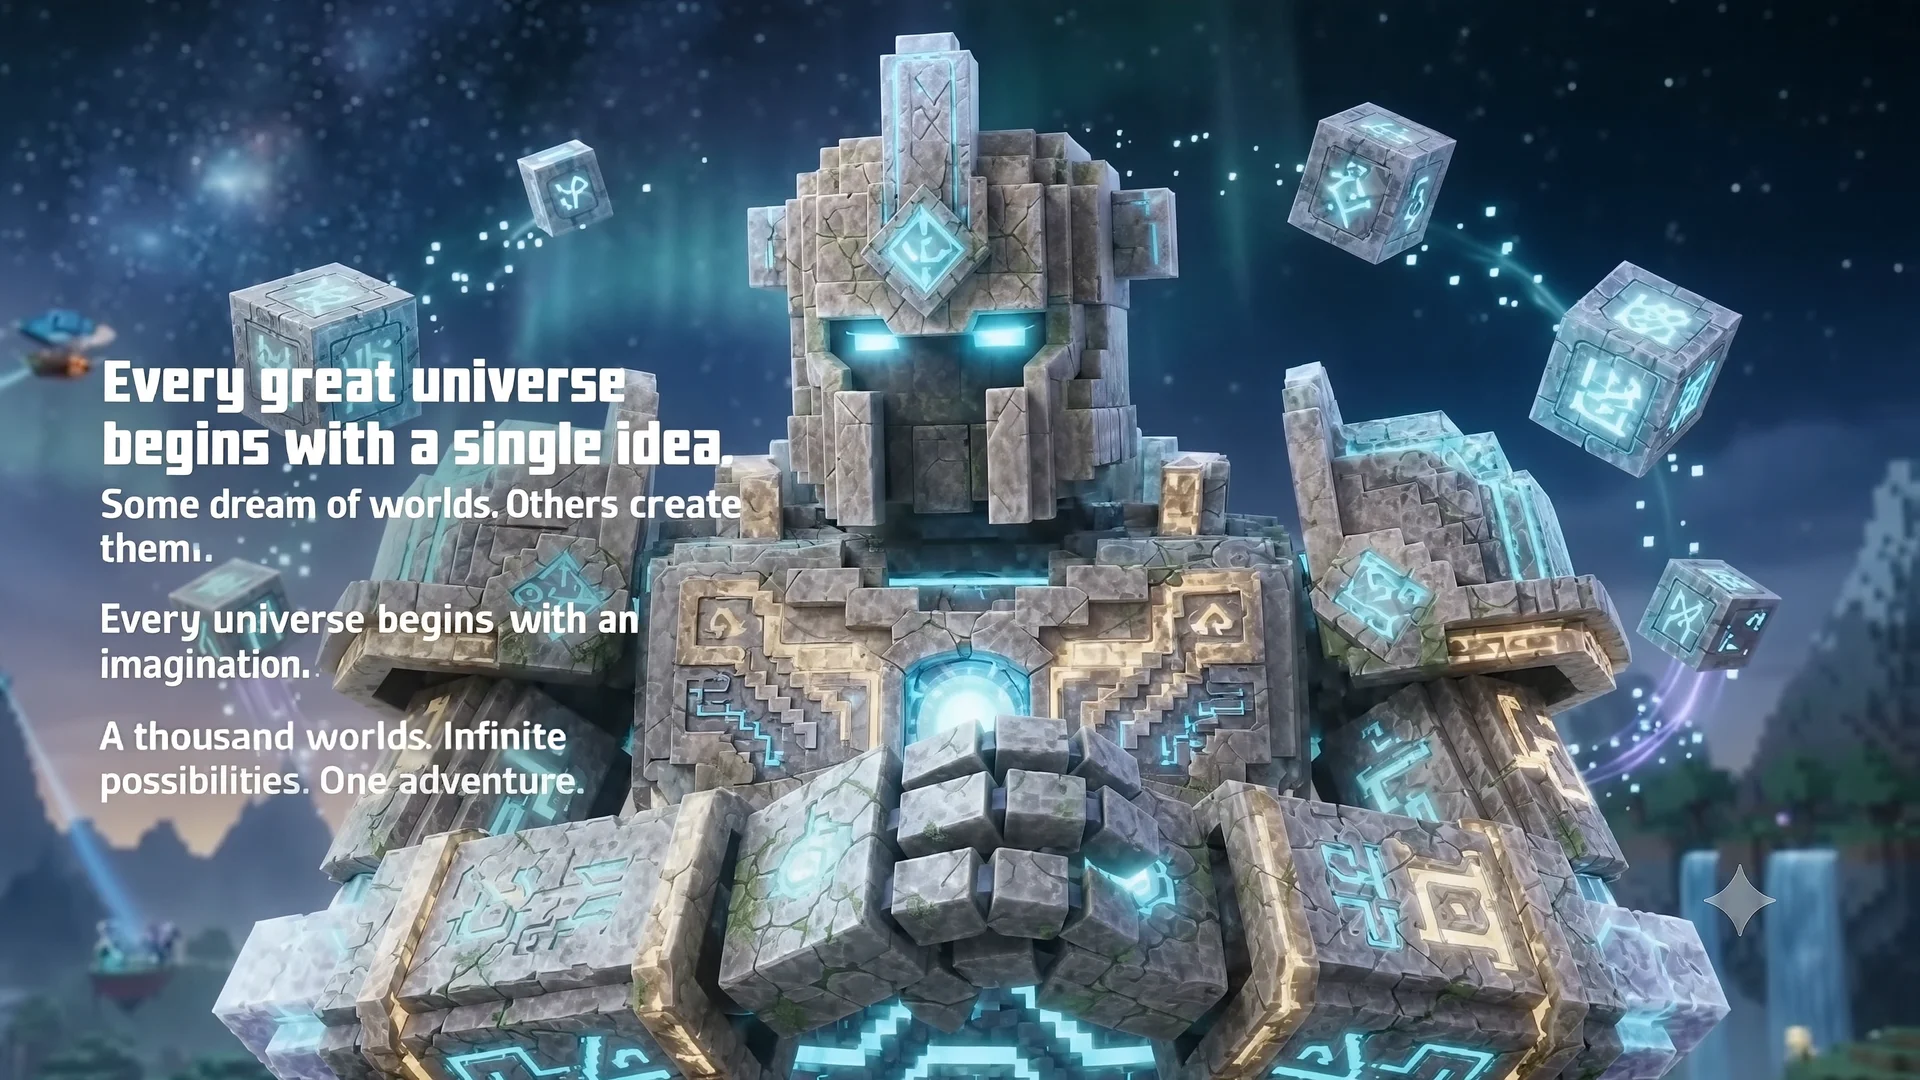 Every great universe
begins with a single idea.
Some dream of worlds. Others create
them..
Every universe begins with an
imagination.
A thousand worlds. Infinite
possibilities. One adventure.